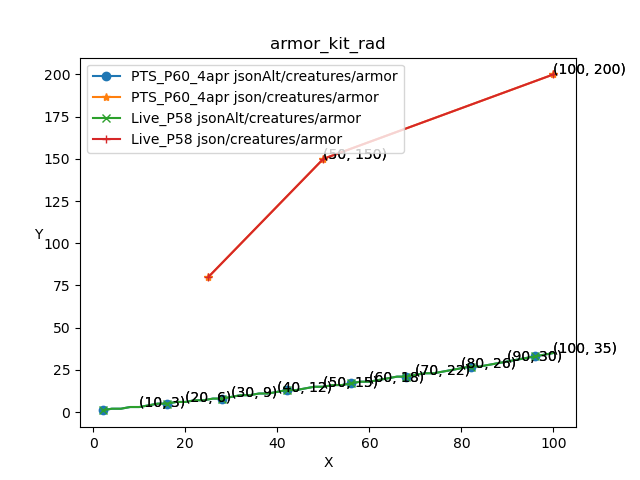 armor_kit_rad
PTS_P60_4apr jsonAlt/creatures/armor
PTS_P60_4apr json/creatures/armor
Live_P58 jsonAlt/creatures/armor
Live_P58 json/creatures/armor
(100, 200)
(50, 150)
(100, 35)
(90, 30)
(80, 26)
(70, 22)
(60, 18)
(50, 15)
(40, 12)
(30, 9)
(20, 6)
(10, 3)
200
175
150
125
100
75
50
25
0
Y
0 20 40 60 80 100
X